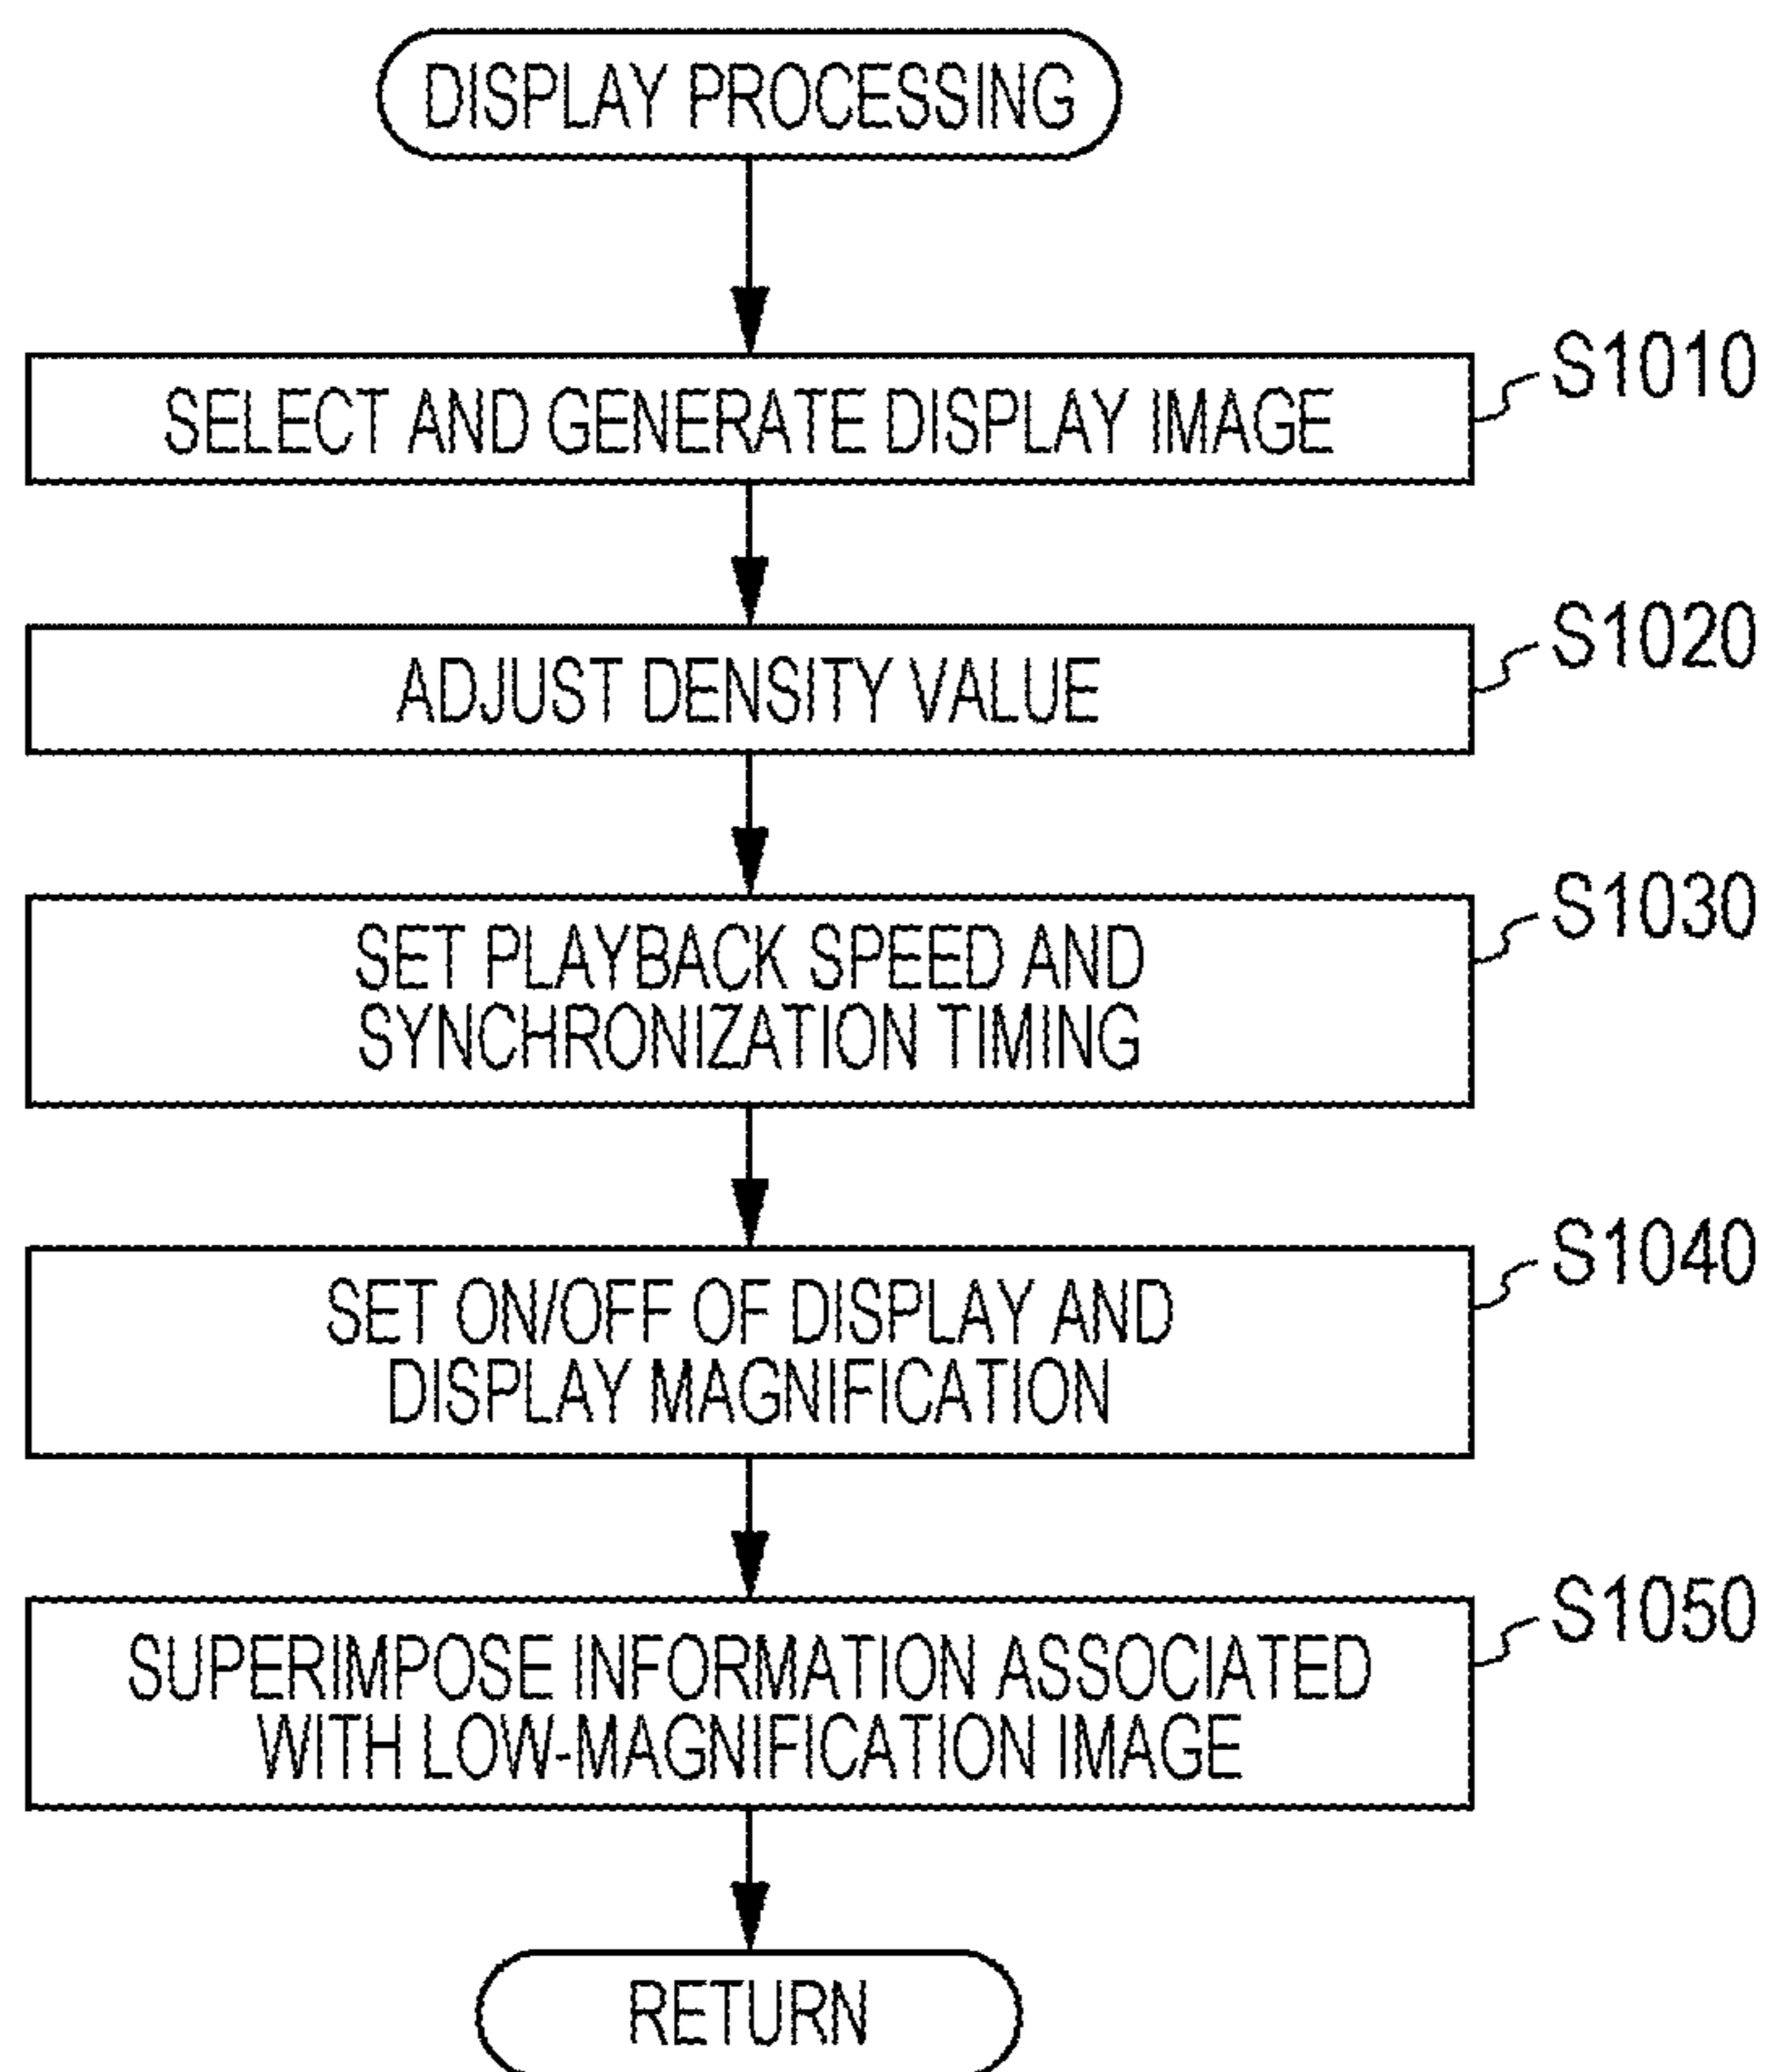 DISPLAY PROCESSING
SELECT AND GENERATE DISPLAY IMAGE
S1010
ADJUST DENSITY VALUE
S1020
SET PLAYBACK SPEED AND
SYNCHRONIZATION TIMING
S1030
SET ON/OFF OF DISPLAY AND
DISPLAY MAGNIFICATION
S1040
SUPERIMPOSE INFORMATION ASSOCIATED
WITH LOW-MAGNIFICATION IMAGE
S1050
RETURN